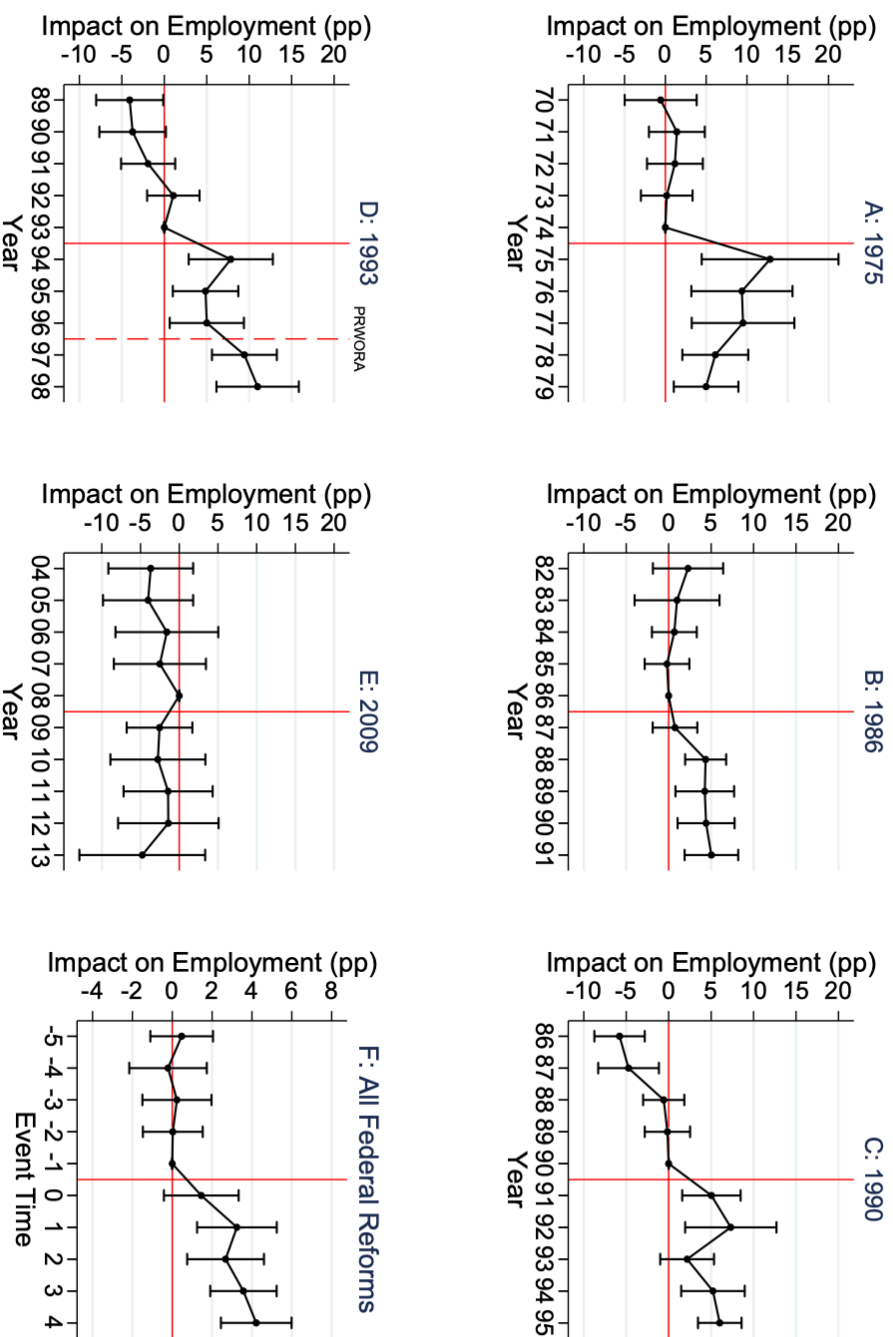 A: 1975
Impact on Employment (pp)
-10 -5 0 5 10 15 20
70 71 72 73 74 75 76 77 78 79
B: 1986
Impact on Employment (pp)
-10 -5 0 5 10 15 20
82 83 84 85 86 87 88 89 90 91
Year
C: 1990
Impact on Employment (pp)
-10 -5 0 5 10 15 20
86 87 88 89 90 91 92 93 94 95
Year
D: 1993
PRWORA
Impact on Employment (pp)
-10 -5 0 5 10 15 20
89 90 91 92 93 94 95 96 97 98
Year
E: 2009
Impact on Employment (pp)
-10 -5 0 5 10 15 20
04 05 06 07 08 09 10 11 12 13
Year
F: All Federal Reforms
Impact on Employment (pp)
-4 -2 0 2 4 6 8
-5 -4 -3 -2 -1 0 1 2 3 4
Event Time